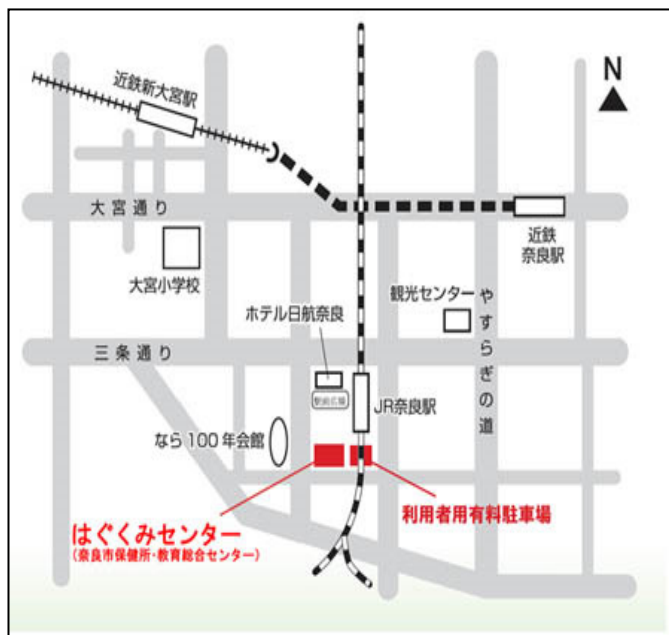 N
近鉄新大宮駅
大宮通り
大宮小学校
近鉄
奈良駅
観光センター
やすらぎの道
ホテル日航奈良
三条通り
駅前広場
JR奈良駅
なら100年会館
はぐくみセンター
(奈良市保健所・教育総合センター)
利用者用有料駐車場